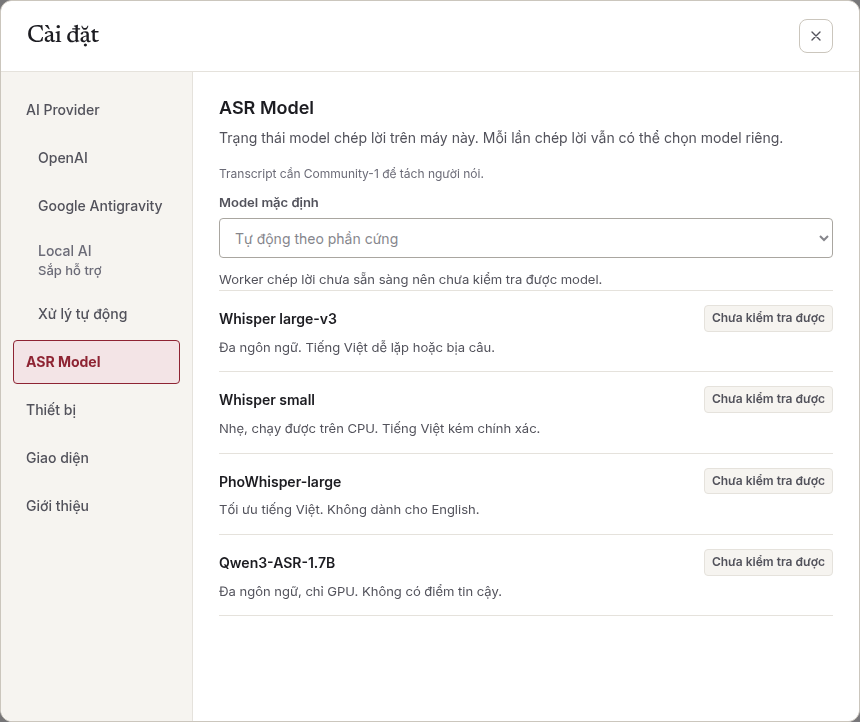 Cài đặt
AI Provider
OpenAI
Google Antigravity
Local AI
Sắp hỗ trợ
Xử lý tự động
ASR Model
Thiết bị
Giao diện
Giới thiệu
ASR Model
Trạng thái model chép lời trên máy này. Mỗi lần chép lời vẫn có thể chọn model riêng.
Transcript cần Community-1 để tách người nói.
Model mặc định
Tự động theo phần cứng
Worker chép lời chưa sẵn sàng nên chưa kiểm tra được model.
Whisper large-v3
Chưa kiểm tra được
Đa ngôn ngữ. Tiếng Việt dễ lặp hoặc bịa câu.
Whisper small
Chưa kiểm tra được
Nhẹ, chạy được trên CPU. Tiếng Việt kém chính xác.
PhoWhisper-large
Chưa kiểm tra được
Tối ưu tiếng Việt. Không dành cho English.
Qwen3-ASR-1.7B
Chưa kiểm tra được
Đa ngôn ngữ, chỉ GPU. Không có điểm tin cậy.